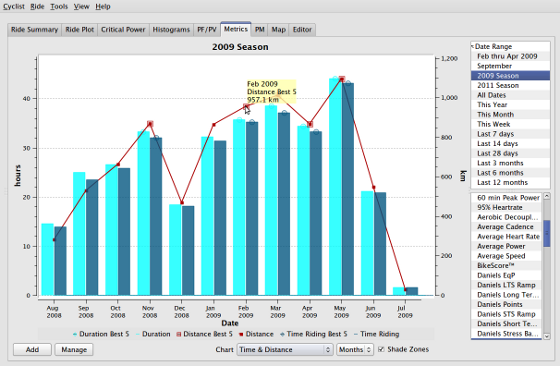 Cyclist Ride Tools View Help
Ride Summary Ride Plot Critical Power Histograms PF/PV Metrics PM Map Editor
2009 Season
Feb 2009
Distance Best 5
957.1 km
hours
40
30
20
10
0
1,200
1,000
800
600
400
200
0
km
Aug 2008 Sep 2008 Oct 2008 Nov 2008 Dec 2008 Jan 2009 Feb 2009 Mar 2009 Apr 2009 May 2009 Jun 2009 Jul 2009
Date
Duration Best 5 Duration Distance Best 5 Distance Time Riding Best 5 Time Riding
Add Manage Chart Time & Distance Months Shade Zones
Date Range
Feb thru Apr 2009
September
2009 Season
2011 Season
All Dates
This Year
This Month
This Week
Last 7 days
Last 14 days
Last 28 days
Last 3 months
Last 6 months
Last 12 months
60 min Peak Power
95% Heartrate
Aerobic Decoupl...
Average Cadence
Average Heart Rate
Average Power
Average Speed
BikeScore™
Daniels EqP
Daniels LTS Ramp
Daniels Long Ter...
Daniels Points
Daniels STS Ramp
Daniels Short Te...
Daniels Stress Ba...